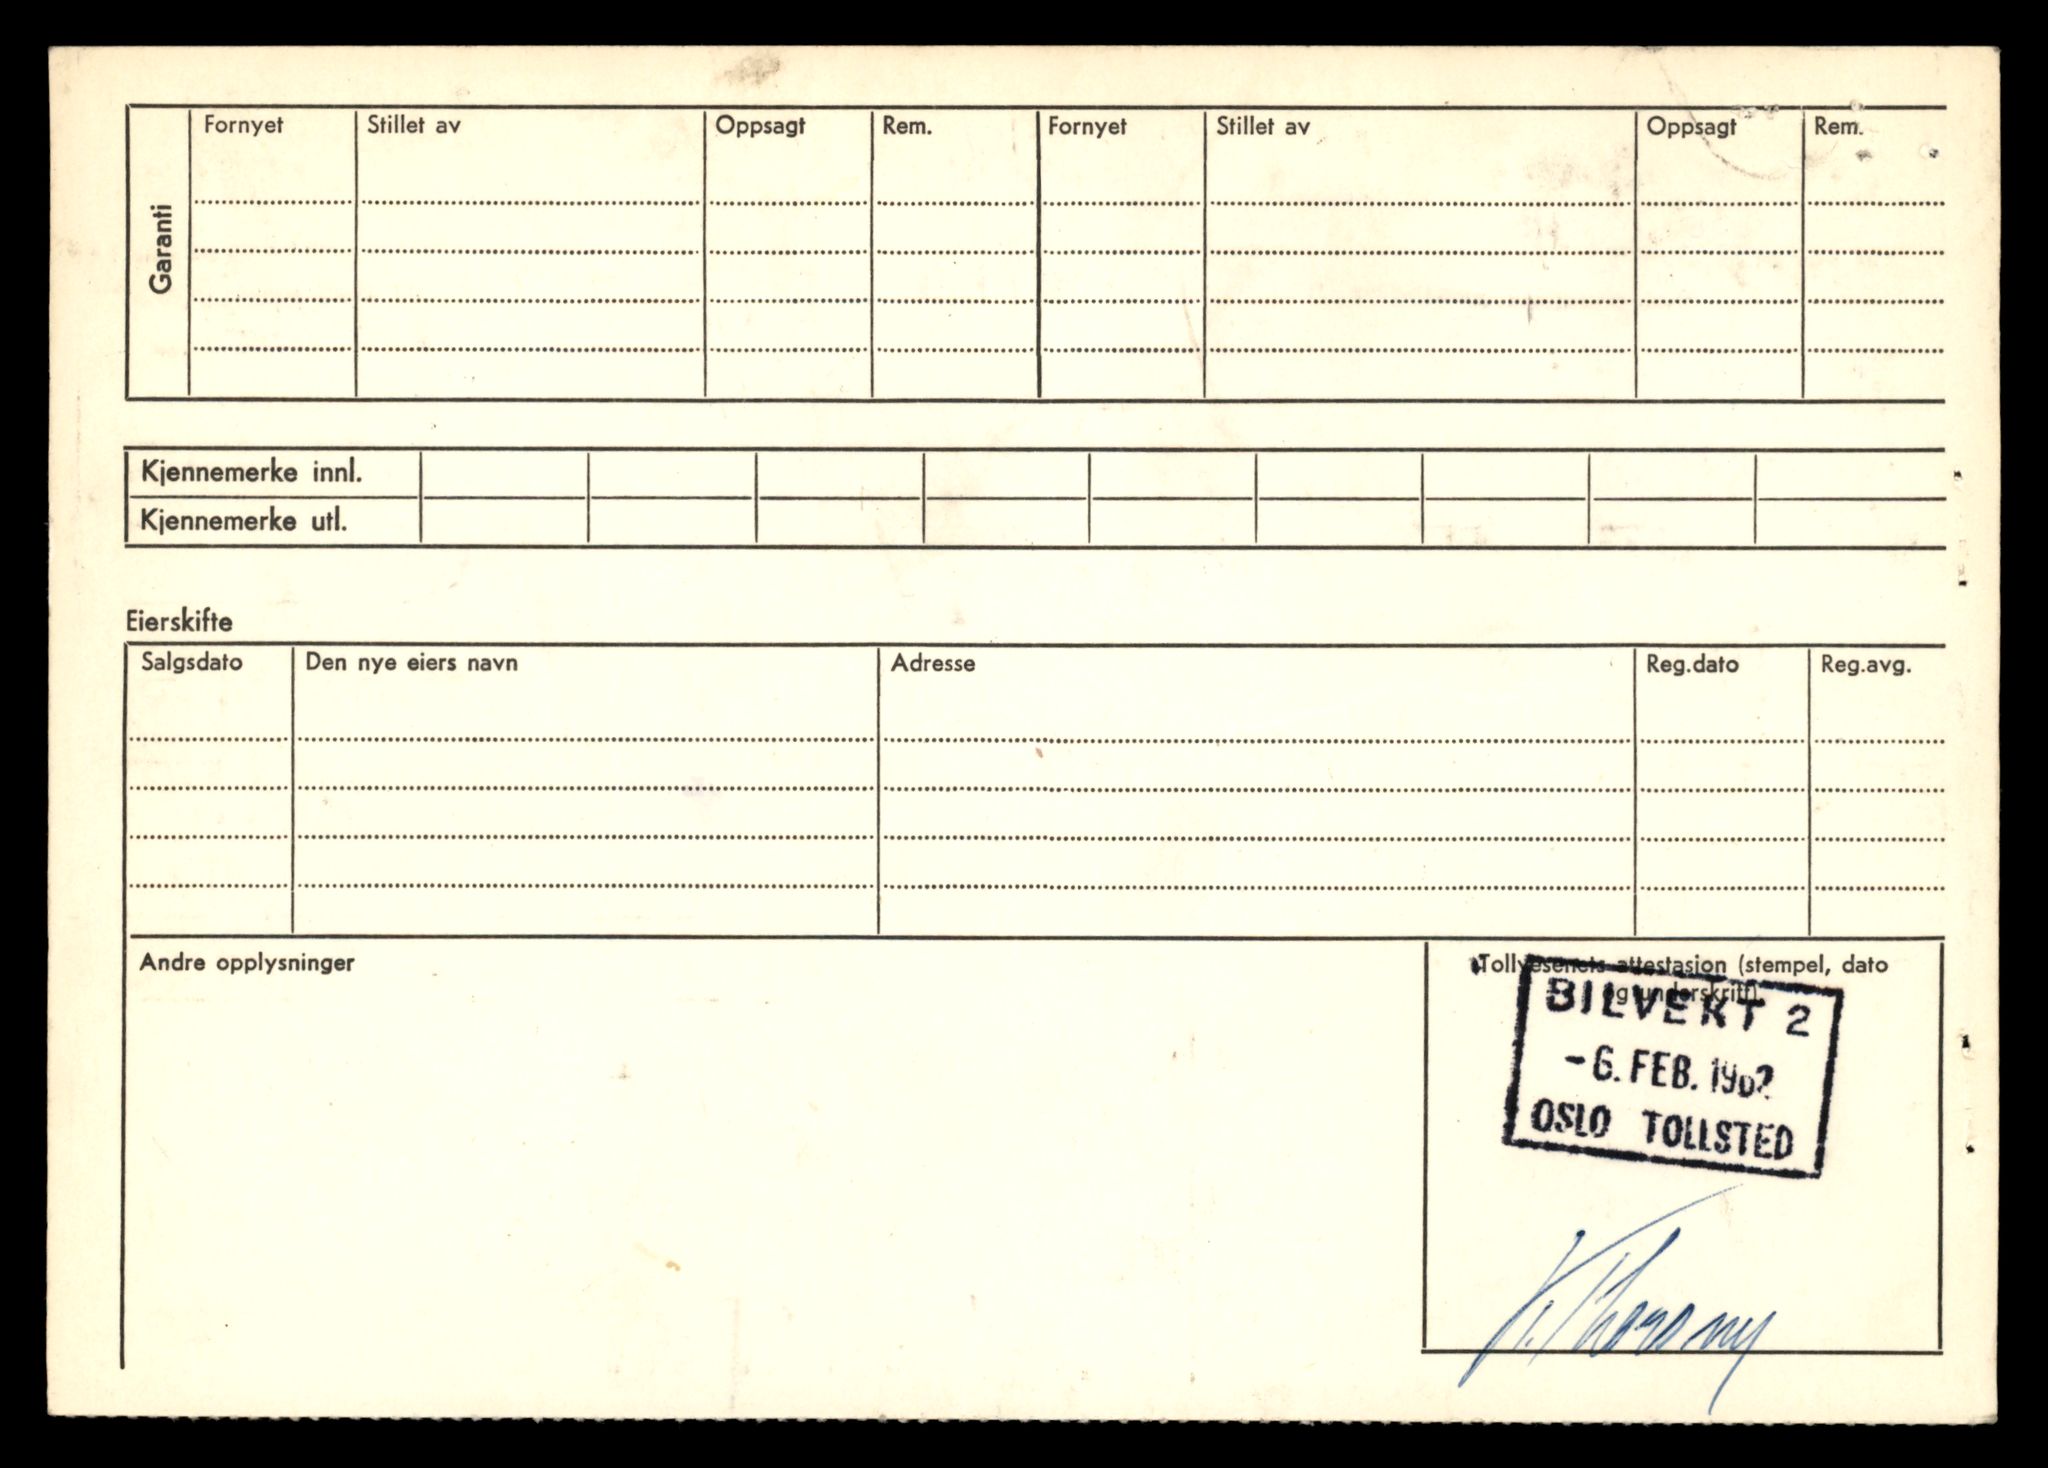 Garanti
Fornyet Stillet av Oppsagt Rem. Fornyet Stillet av Oppsagt Rem.
Kjennemerke innl.
Kjennemerke utl.
Eierskifte
Salgsdato Den nye eiers navn Adresse Reg.dato Reg.avg.
Andre opplysninger
Tollvesenets attestasjon (stempel, dato
og underskrift)
BILVEKT 2
-6. FEB. 1962
OSLO TOLLSTED